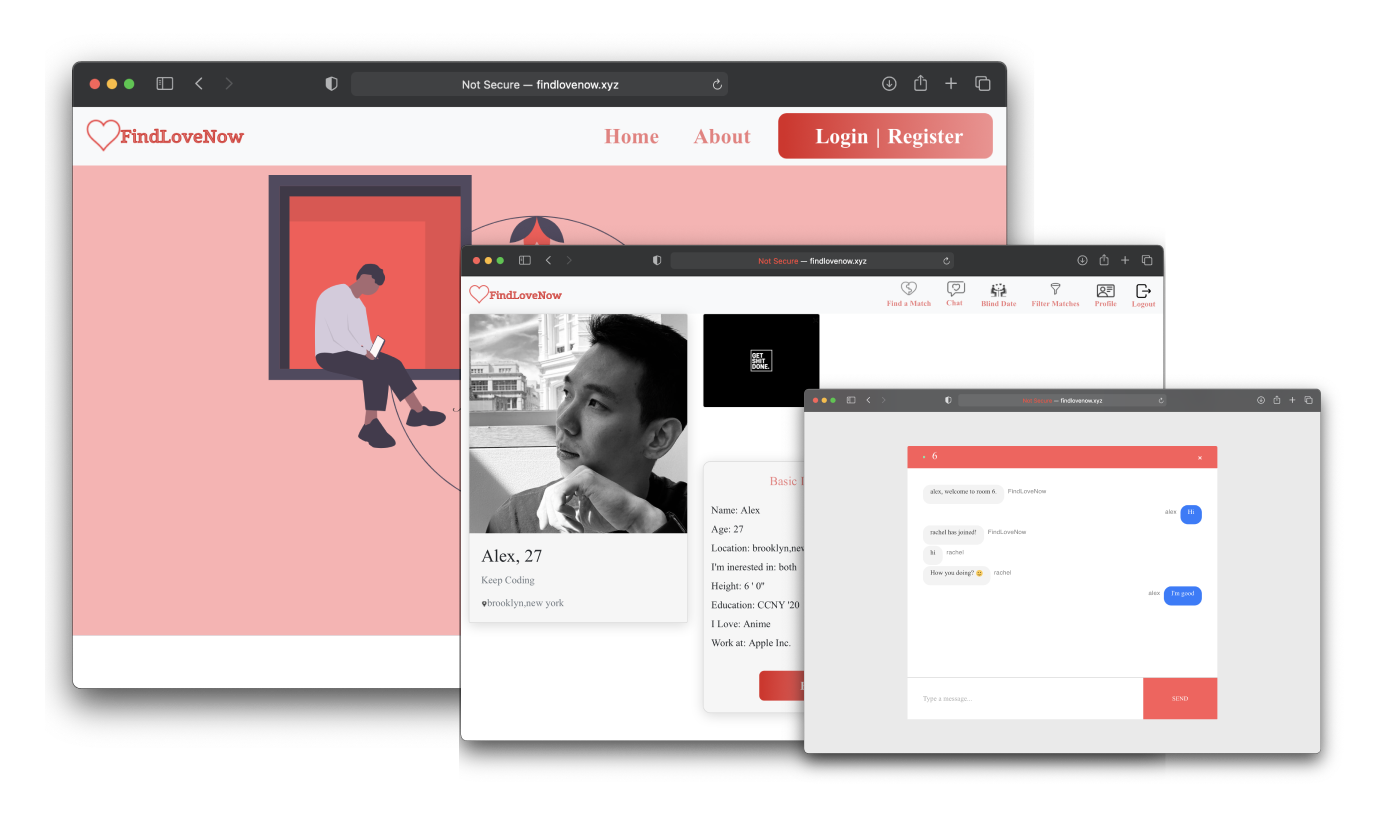 Not Secure — findlovenow.xyz
FindLoveNow
Home
About
Login | Register
Not Secure — findlovenow.xyz
FindLoveNow
Find a Match
Chat
Blind Date
Filter Matches
Profile
Logout
GET
SHIT
DONE.
Alex, 27
Keep Coding
brooklyn,new york
Basic
Name: Alex
Age: 27
Location: brooklyn,new
I'm inerested in: both
Height: 6 ' 0"
Education: CCNY '20
I Love: Anime
Work at: Apple Inc.
Not Secure — findlovenow.xyz
6
alex, welcome to room 6. FindLoveNow
alex Hi
rachel has joined! FindLoveNow
hi rachel
How you doing? 🙂 rachel
alex I'm good
Type a message...
SEND